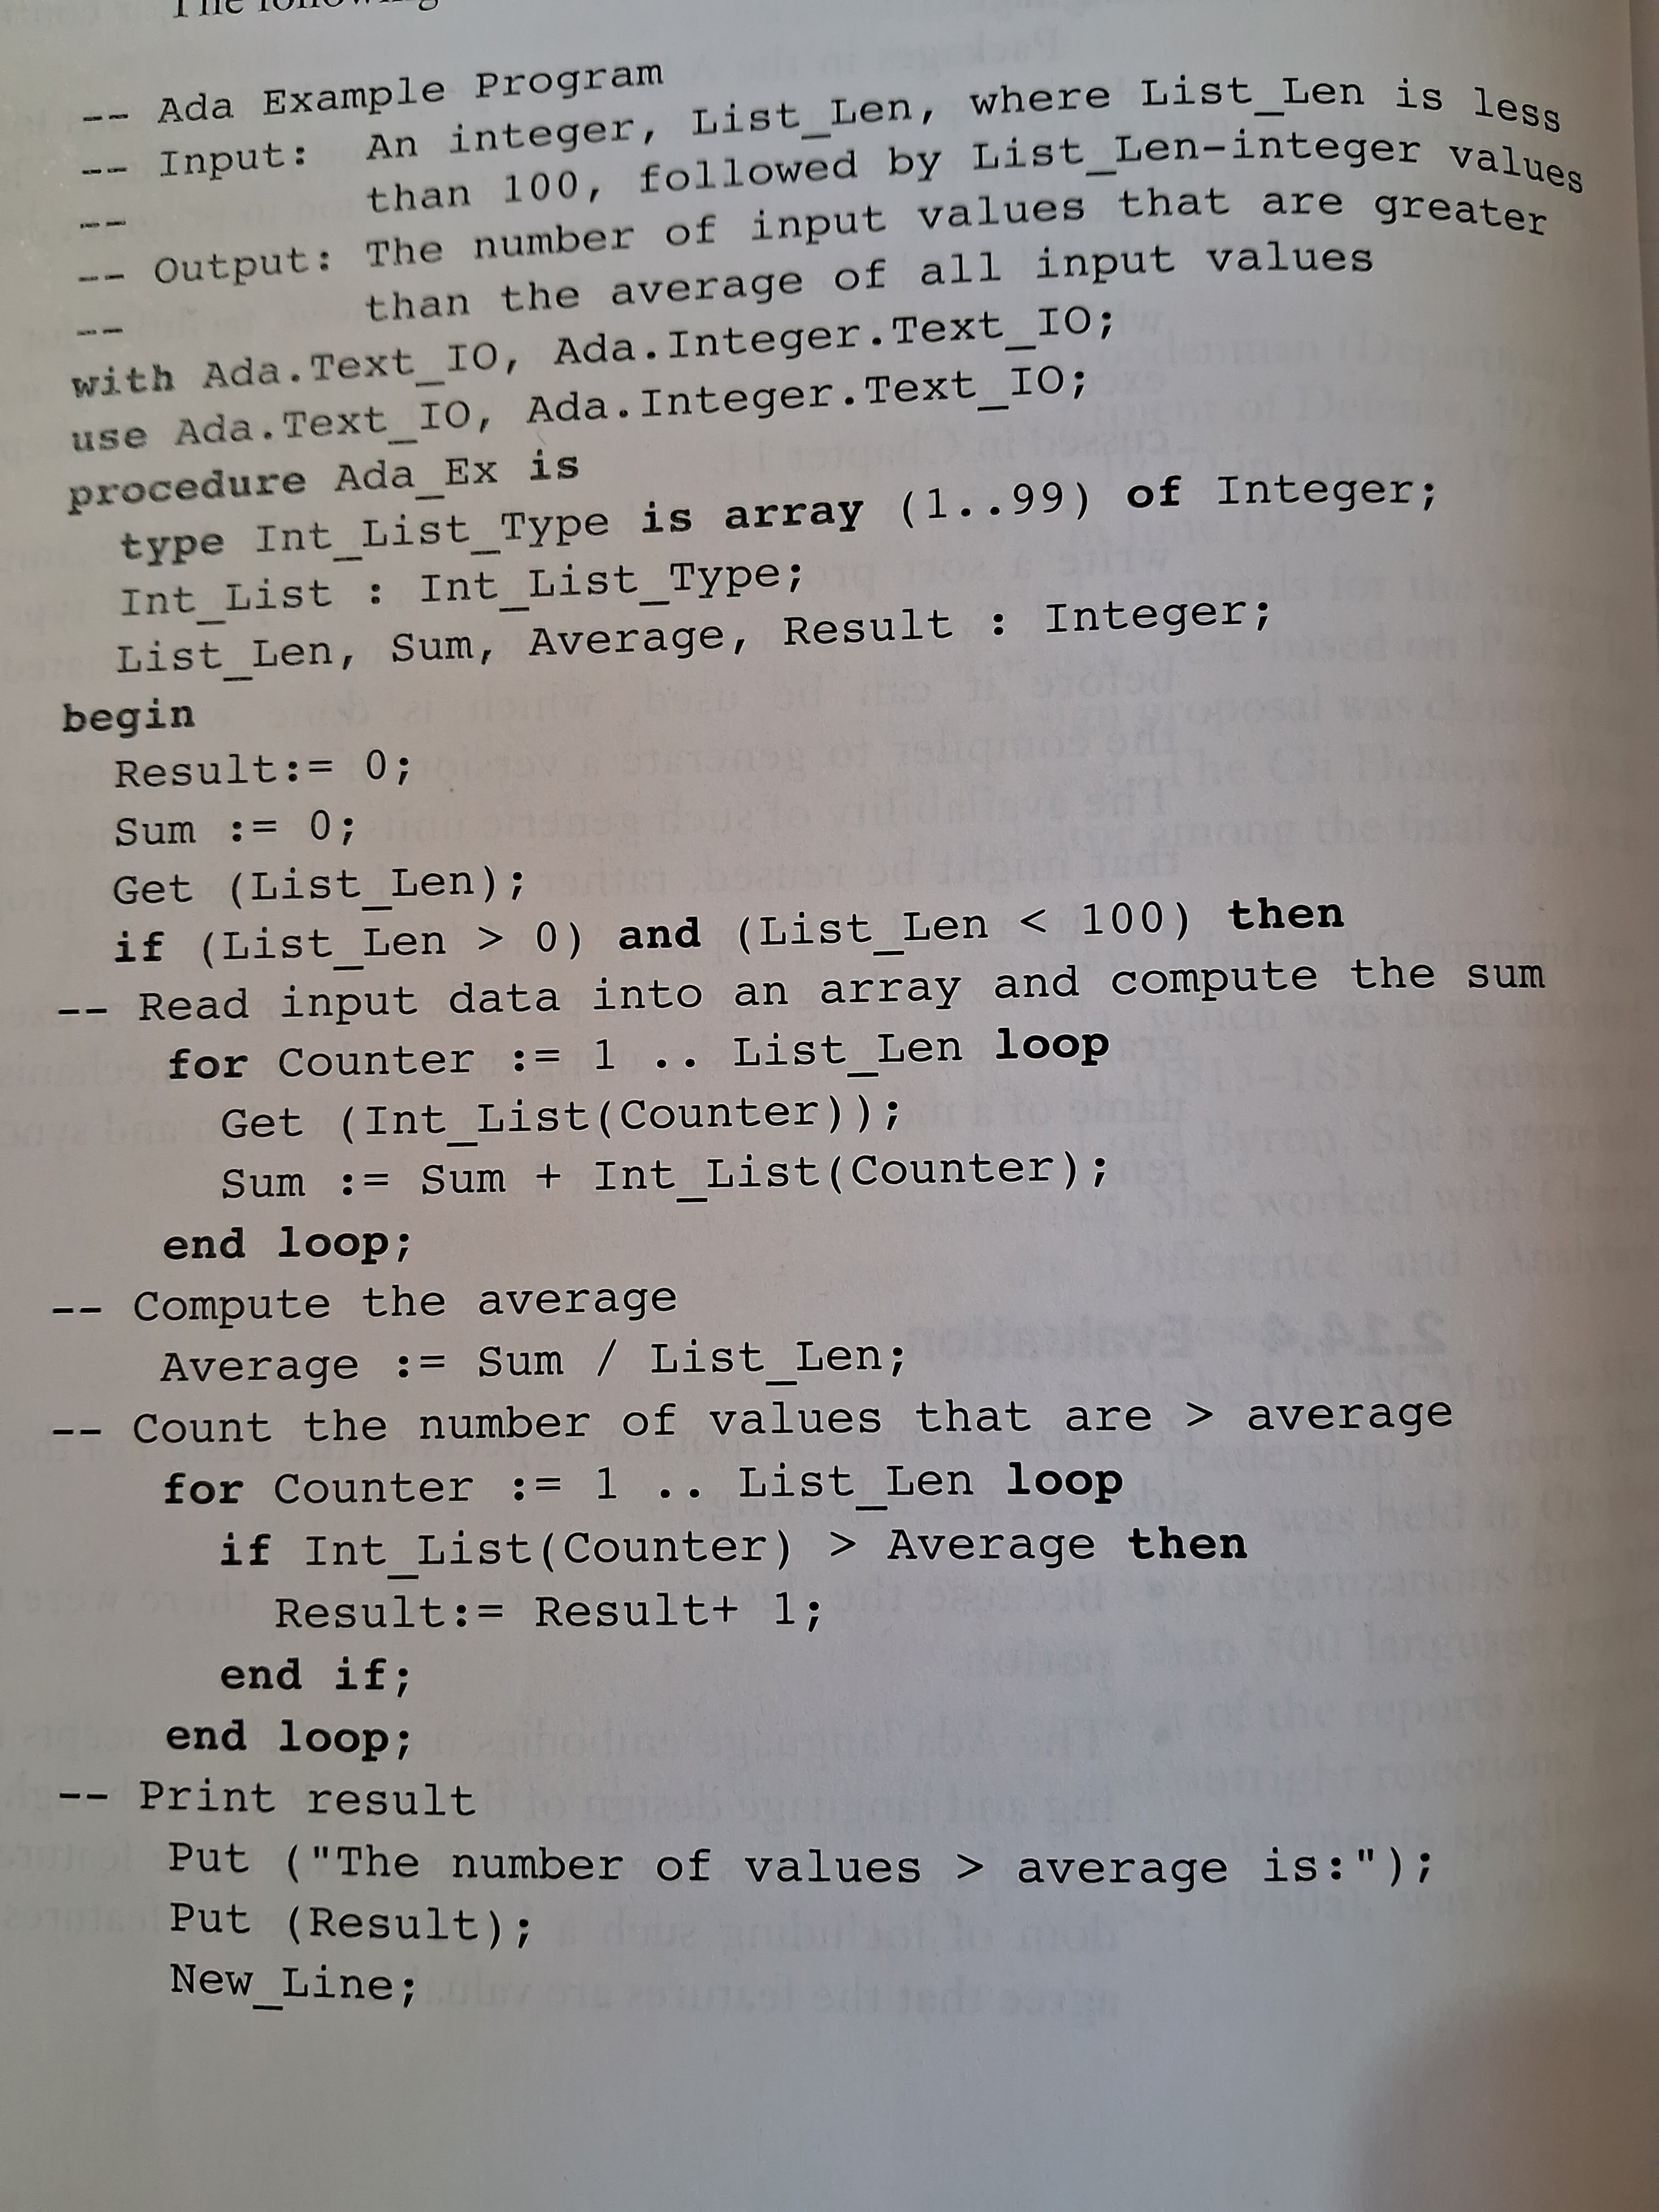 The following
-- Ada Example Program
-- Input:  An integer, List_Len, where List_Len is less
--         than 100, followed by List_Len-integer values
-- Output: The number of input values that are greater
--         than the average of all input values
with Ada.Text_IO, Ada.Integer.Text_IO;
use Ada.Text_IO, Ada.Integer.Text_IO;
procedure Ada_Ex is
  type Int_List_Type is array (1..99) of Integer;
  Int_List : Int_List_Type;
  List_Len, Sum, Average, Result : Integer;
begin
  Result:= 0;
  Sum := 0;
  Get (List_Len);
  if (List_Len > 0) and (List_Len < 100) then
-- Read input data into an array and compute the sum
    for Counter := 1 .. List_Len loop
      Get (Int_List(Counter));
      Sum := Sum + Int_List(Counter);
    end loop;
-- Compute the average
    Average := Sum / List_Len;
-- Count the number of values that are > average
    for Counter := 1 .. List_Len loop
      if Int_List(Counter) > Average then
        Result:= Result+ 1;
      end if;
    end loop;
-- Print result
    Put ("The number of values > average is:");
    Put (Result);
    New_Line;